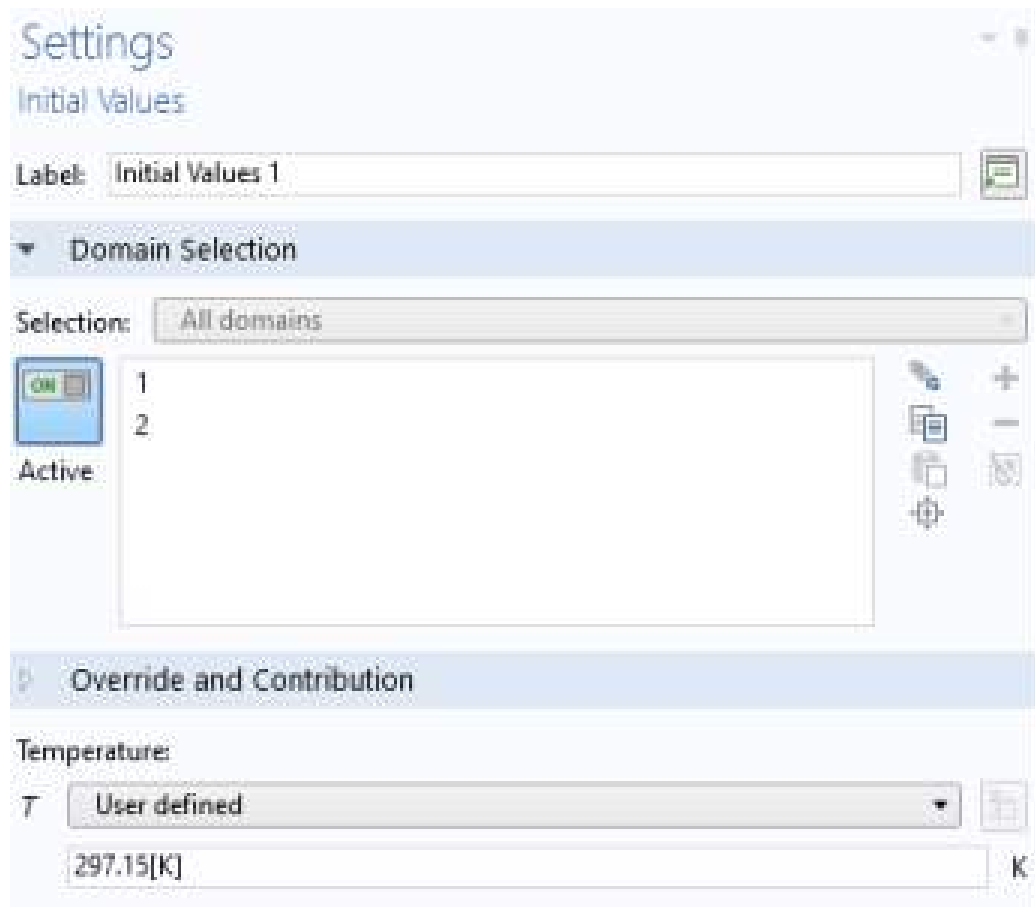 Settings
Initial Values
Label: Initial Values 1
Domain Selection
Selection: All domains
ON
1
2
Active
Override and Contribution
Temperature:
T User defined
297.15[K] K